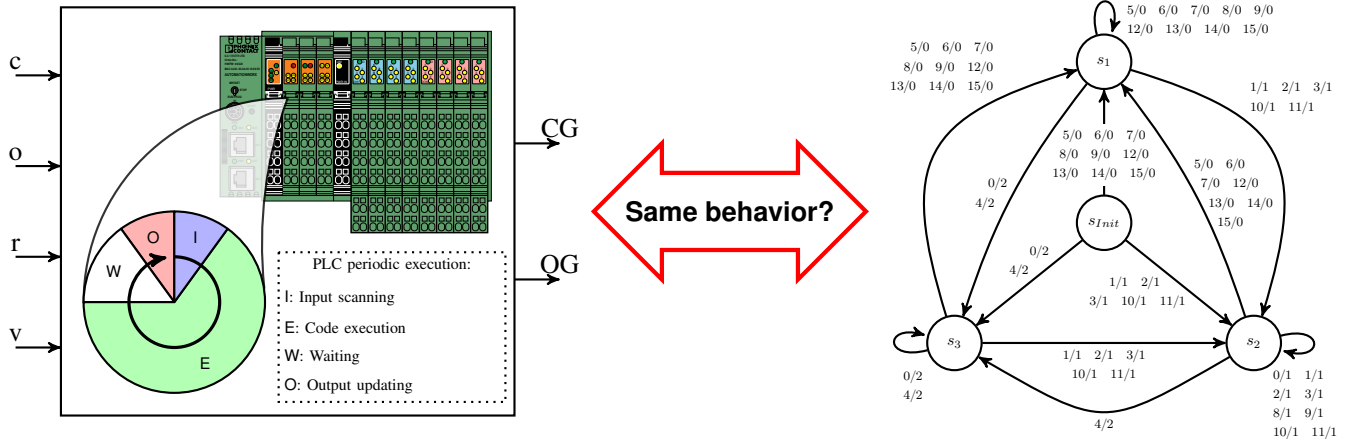 c
o
r
v
PHOENIX
CONTACT
AUTOMATIONWORX
CG
OG
O
I
W
E
PLC periodic execution:
I: Input scanning
E: Code execution
W: Waiting
O: Output updating
Same behavior?
5/0 6/0 7/0 8/0 9/0
12/0 13/0 14/0 15/0
5/0 6/0 7/0
8/0 9/0 12/0
13/0 14/0 15/0
s1
1/1 2/1 3/1
10/1 11/1
5/0 6/0 7/0
8/0 9/0 12/0
13/0 14/0 15/0
5/0 6/0
7/0 12/0
13/0 14/0
15/0
0/2
4/2
sInit
0/2
4/2
1/1 2/1
3/1 10/1 11/1
s3
s2
1/1 2/1 3/1
10/1 11/1
0/2
4/2
4/2
0/1 1/1
2/1 3/1
8/1 9/1
10/1 11/1